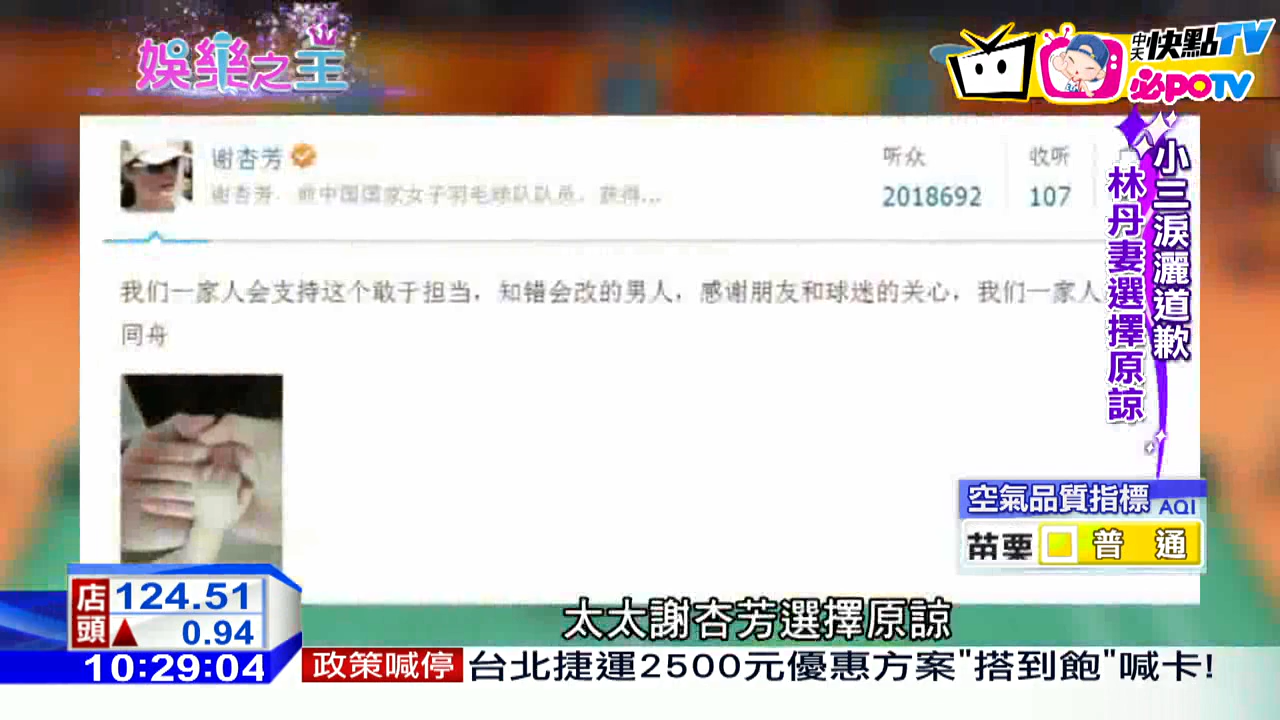 娛樂之王
中天快點TV
必POTV
小三淚灑道歉
林丹妻選擇原諒
谢杏芳
谢杏芳，前中国国家女子羽毛球队队员，获得...
听众
2018692
收听
107
我们一家人会支持这个敢于担当，知错会改的男人，感谢朋友和球迷的关心，我们一家人
同舟
空氣品質指標 AQI
苗栗 普通
店頭 124.51
▲ 0.94
太太謝杏芳選擇原諒
10:29:04
政策喊停 台北捷運2500元優惠方案"搭到飽"喊卡!